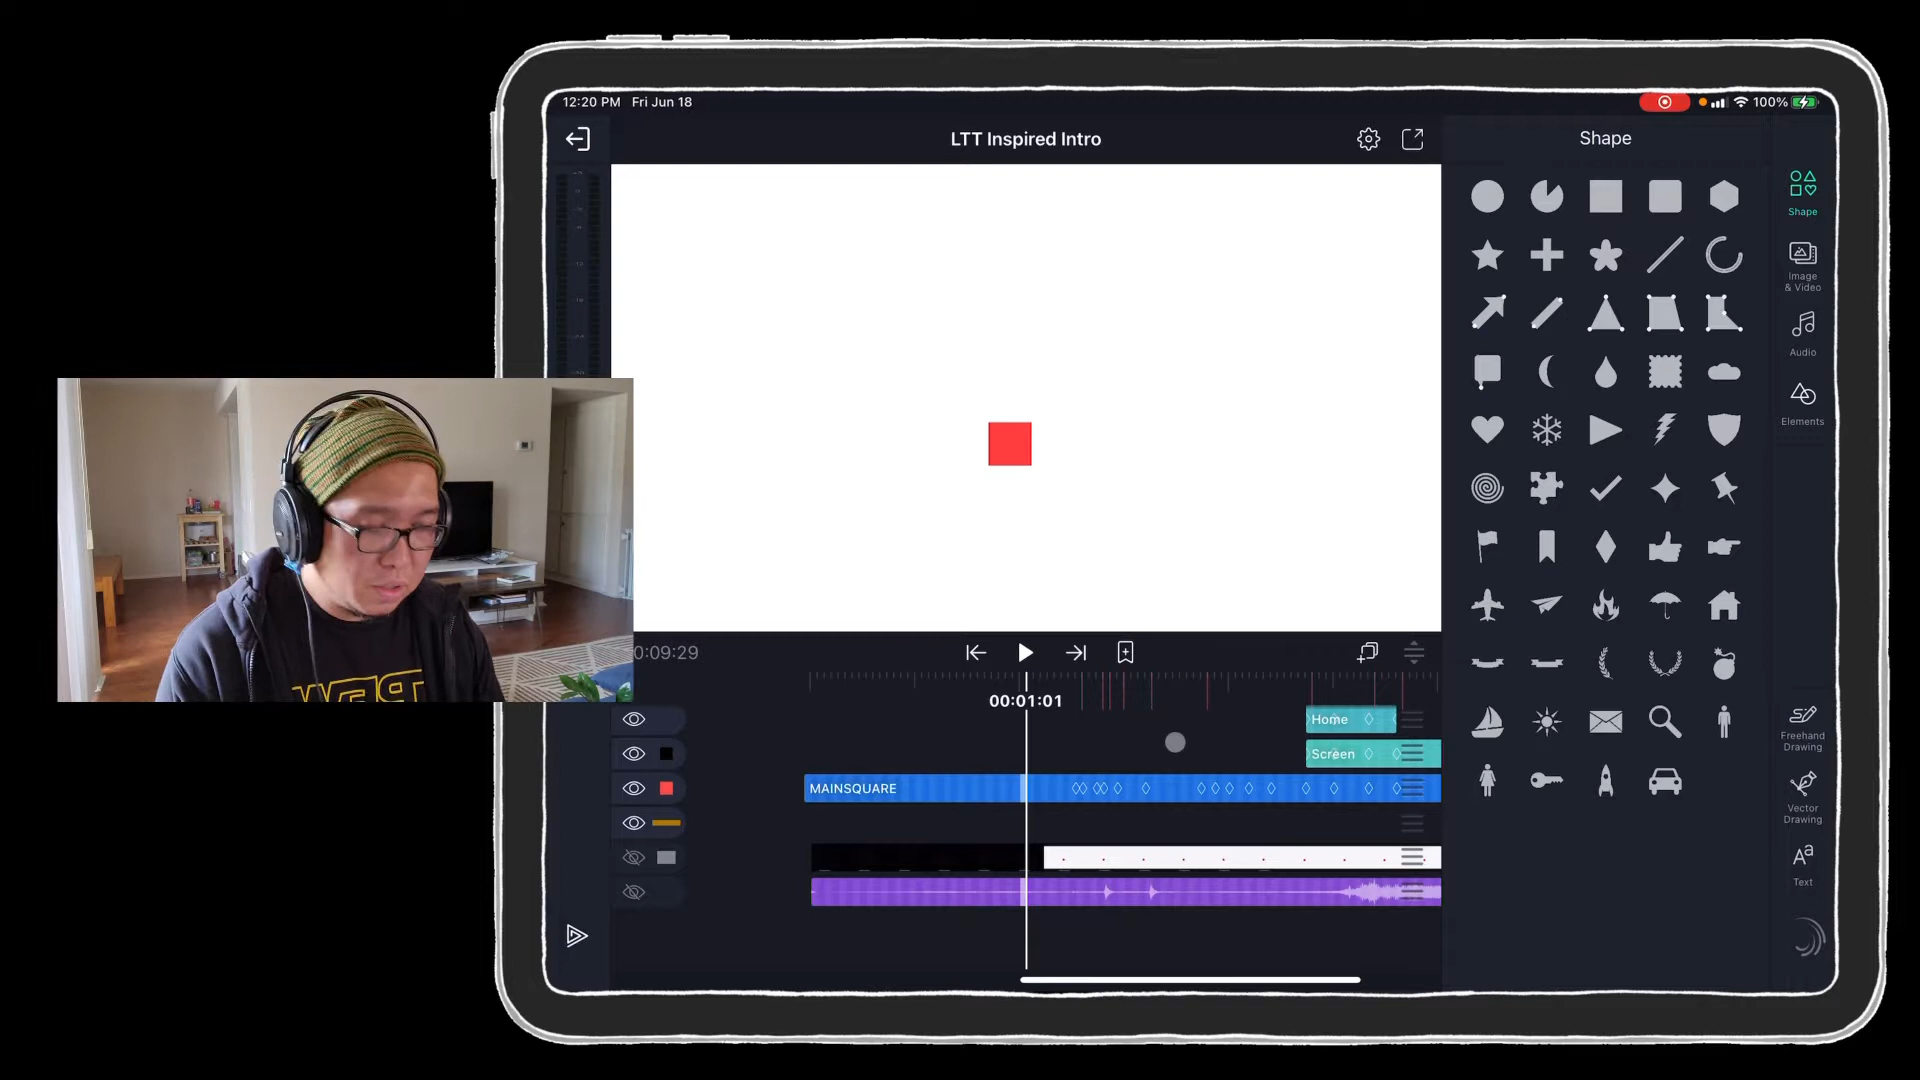 12:20 PM Fri Jun 18
100%
LTT Inspired Intro
Shape
Shape
Image
& Video
Audio
Elements
Freehand
Drawing
Vector
Drawing
Text
0:09:29
00:01:01
Home
Screen
MAINSQUARE